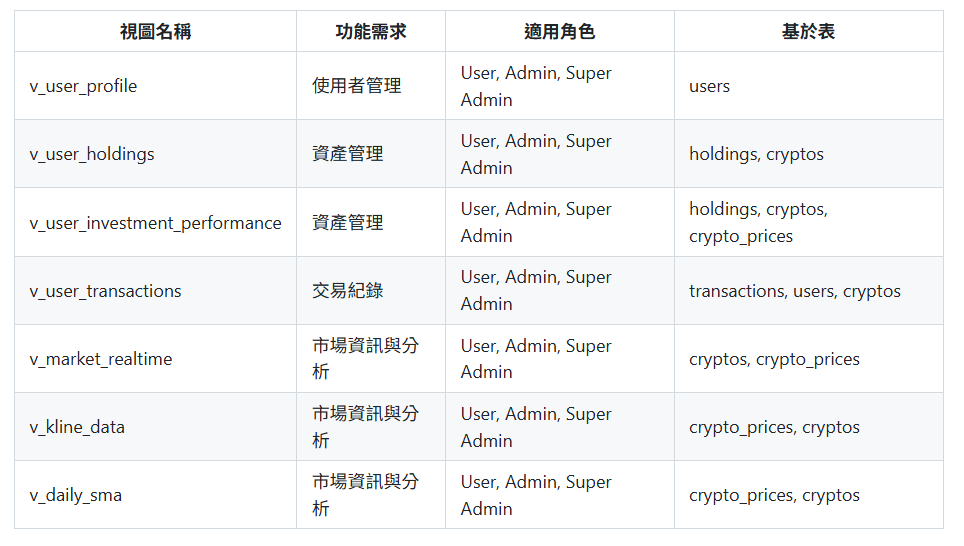 視圖名稱 功能需求 適用角色 基於表
v_user_profile 使用者管理 User, Admin, Super Admin users
v_user_holdings 資產管理 User, Admin, Super Admin holdings, cryptos
v_user_investment_performance 資產管理 User, Admin, Super Admin holdings, cryptos, crypto_prices
v_user_transactions 交易紀錄 User, Admin, Super Admin transactions, users, cryptos
v_market_realtime 市場資訊與分析 User, Admin, Super Admin cryptos, crypto_prices
v_kline_data 市場資訊與分析 User, Admin, Super Admin crypto_prices, cryptos
v_daily_sma 市場資訊與分析 User, Admin, Super Admin crypto_prices, cryptos